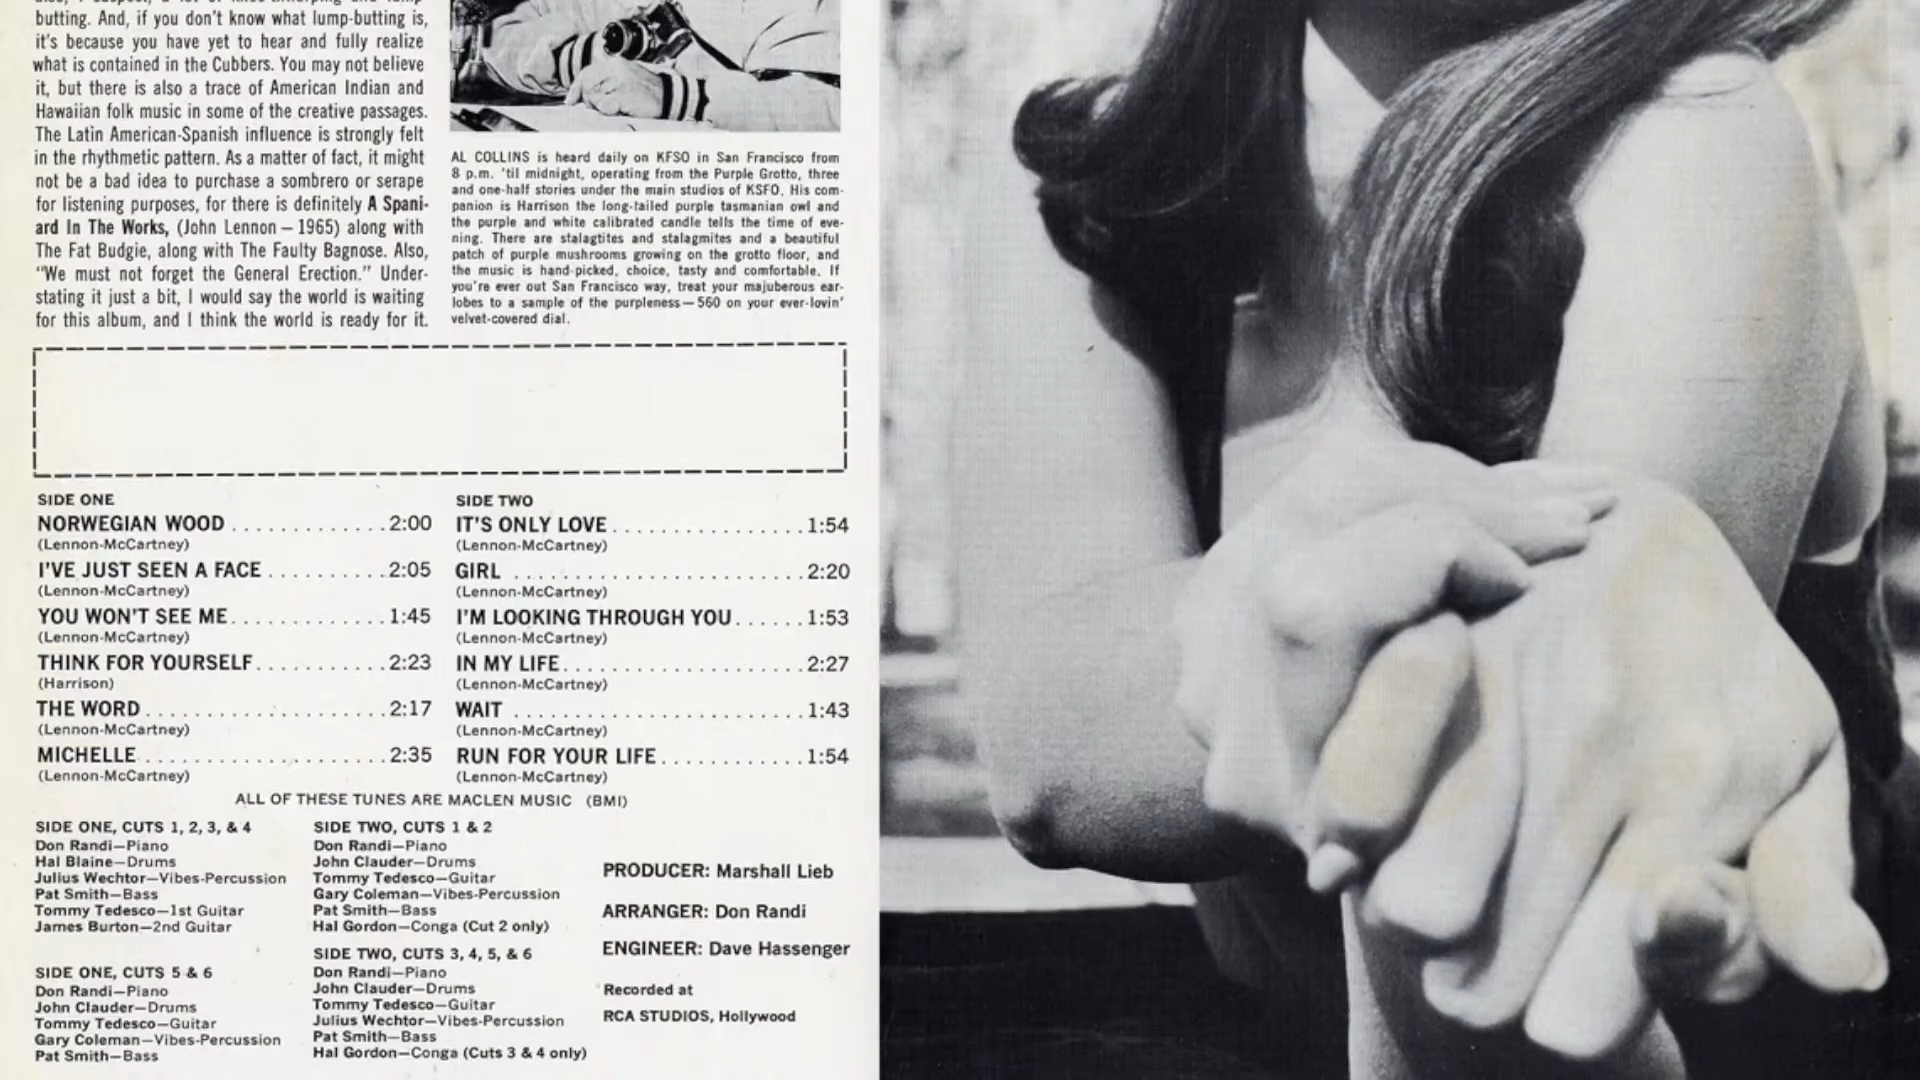 butting. And, if you don't know what lump-butting is,
it's because you have yet to hear and fully realize
what is contained in the Cubbers. You may not believe
it, but there is also a trace of American Indian and
Hawaiian folk music in some of the creative passages.
The Latin American-Spanish influence is strongly felt
in the rhythmetic pattern. As a matter of fact, it might
not be a bad idea to purchase a sombrero or serape
for listening purposes, for there is definitely A Spani-
ard In The Works, (John Lennon – 1965) along with
The Fat Budgie, along with The Faulty Bagnose. Also,
"We must not forget the General Erection." Under-
stating it just a bit, I would say the world is waiting
for this album, and I think the world is ready for it.
AL COLLINS is heard daily on KFSO in San Francisco from
8 p.m. 'til midnight, operating from the Purple Grotto, three
and one-half stories under the main studios of KSFO. His com-
panion is Harrison the long-tailed purple tasmanian owl and
the purple and white calibrated candle tells the time of eve-
ning. There are stalagtites and stalagmites and a beautiful
patch of purple mushrooms growing on the grotto floor, and
the music is hand-picked, choice, tasty and comfortable. If
you're ever out San Francisco way, treat your majuberous ear-
lobes to a sample of the purpleness—560 on your ever-lovin'
velvet-covered dial.
SIDE ONE
NORWEGIAN WOOD . . . . . . . . . . . . . 2:00
(Lennon-McCartney)
I'VE JUST SEEN A FACE . . . . . . . . . . 2:05
(Lennon-McCartney)
YOU WON'T SEE ME . . . . . . . . . . . . . 1:45
(Lennon-McCartney)
THINK FOR YOURSELF . . . . . . . . . . . 2:23
(Harrison)
THE WORD . . . . . . . . . . . . . . . . . . . . 2:17
(Lennon-McCartney)
MICHELLE . . . . . . . . . . . . . . . . . . . . 2:35
(Lennon-McCartney)
SIDE TWO
IT'S ONLY LOVE . . . . . . . . . . . . . . . . 1:54
(Lennon-McCartney)
GIRL . . . . . . . . . . . . . . . . . . . . . . . . 2:20
(Lennon-McCartney)
I'M LOOKING THROUGH YOU . . . . . . 1:53
(Lennon-McCartney)
IN MY LIFE . . . . . . . . . . . . . . . . . . . . 2:27
(Lennon-McCartney)
WAIT . . . . . . . . . . . . . . . . . . . . . . . . 1:43
(Lennon-McCartney)
RUN FOR YOUR LIFE . . . . . . . . . . . . 1:54
(Lennon-McCartney)
ALL OF THESE TUNES ARE MACLEN MUSIC (BMI)
SIDE ONE, CUTS 1, 2, 3, & 4
Don Randi—Piano
Hal Blaine—Drums
Julius Wechtor—Vibes-Percussion
Pat Smith—Bass
Tommy Tedesco—1st Guitar
James Burton—2nd Guitar
SIDE ONE, CUTS 5 & 6
Don Randi—Piano
John Clauder—Drums
Tommy Tedesco—Guitar
Gary Coleman—Vibes-Percussion
Pat Smith—Bass
SIDE TWO, CUTS 1 & 2
Don Randi—Piano
John Clauder—Drums
Tommy Tedesco—Guitar
Gary Coleman—Vibes-Percussion
Pat Smith—Bass
Hal Gordon—Conga (Cut 2 only)
SIDE TWO, CUTS 3, 4, 5, & 6
Don Randi—Piano
John Clauder—Drums
Tommy Tedesco—Guitar
Julius Wechtor—Vibes-Percussion
Pat Smith—Bass
Hal Gordon—Conga (Cuts 3 & 4 only)
PRODUCER: Marshall Lieb
ARRANGER: Don Randi
ENGINEER: Dave Hassenger
Recorded at
RCA STUDIOS, Hollywood